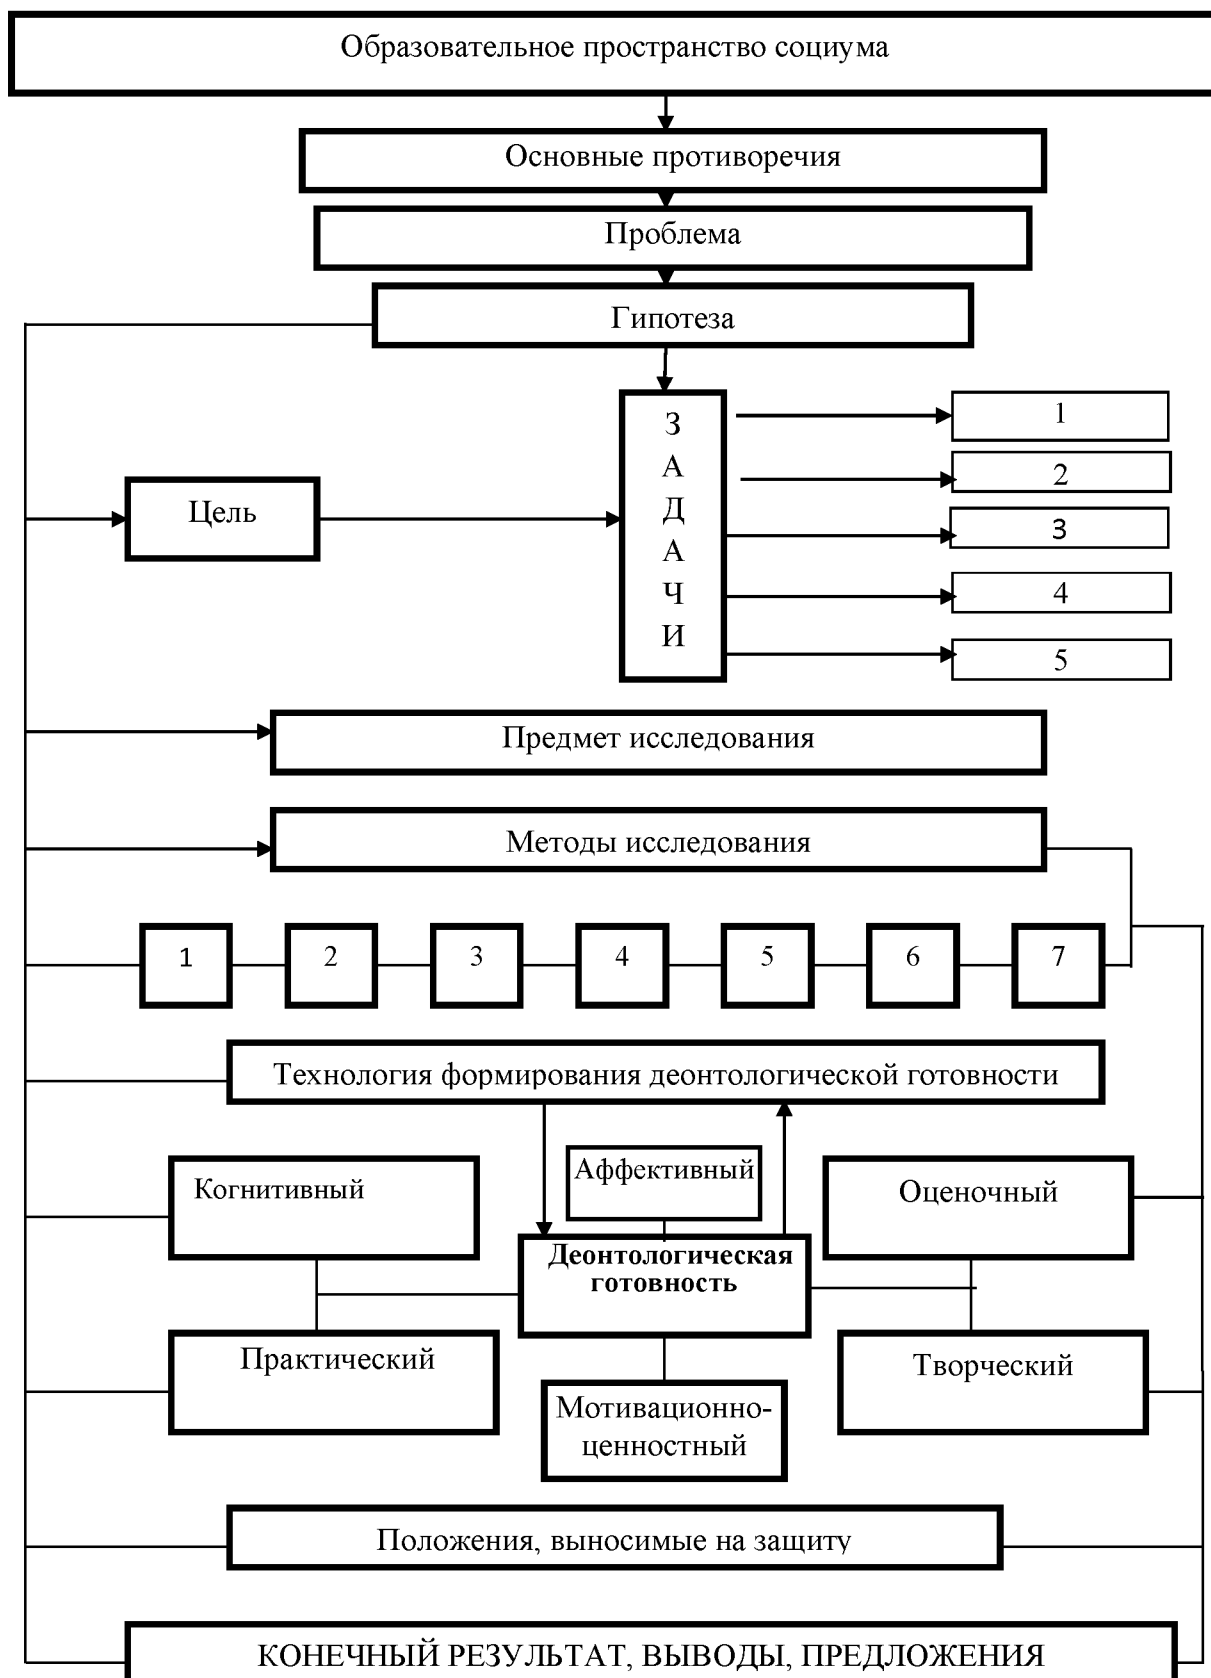 Образовательное пространство социума
Основные противоречия
Проблема
Гипотеза
З
А
Д
А
Ч
И
1
2
3
4
5
Цель
Предмет исследования
Методы исследования
1 2 3 4 5 6 7
Технология формирования деонтологической готовности
Когнитивный
Аффективный
Оценочный
Деонтологическая
готовность
Практический
Творческий
Мотивационно-
ценностный
Положения, выносимые на защиту
КОНЕЧНЫЙ РЕЗУЛЬТАТ, ВЫВОДЫ, ПРЕДЛОЖЕНИЯ